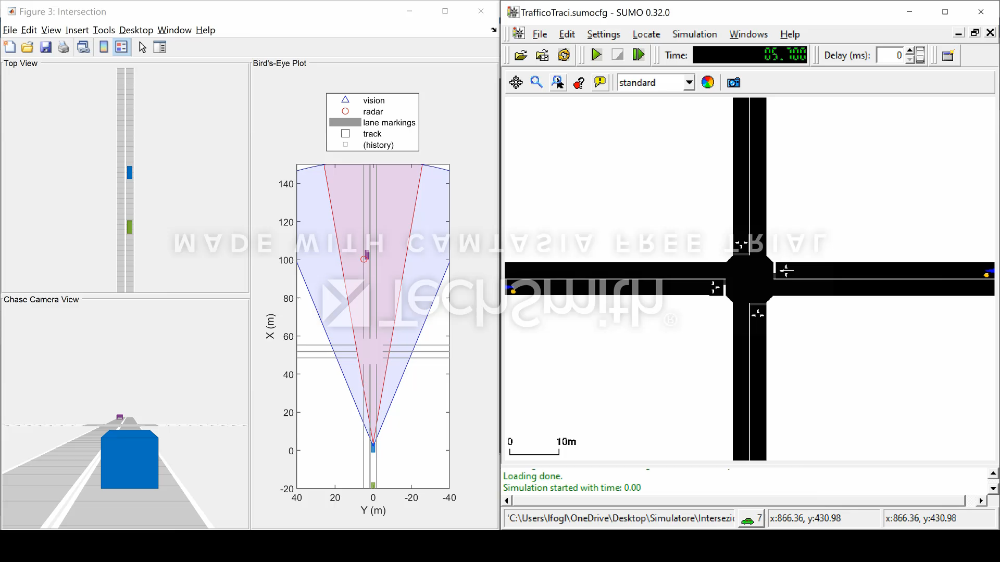 Figure 3: Intersection
File Edit View Insert Tools Desktop Window Help
Top View
Bird's-Eye Plot
vision
radar
lane markings
track
(history)
140
120
100
80
60
40
20
0
-20
40 20 0 -20 -40
X (m)
Y (m)
Chase Camera View
TrafficoTraci.sumocfg - SUMO 0.32.0
File Edit Settings Locate Simulation Windows Help
Time: 05.700 Delay (ms): 0
standard
0 10m
Loading done.
Simulation started with time: 0.00
'C:\Users\lfogl\OneDrive\Desktop\Simulatore\Intersezic 7 x:866.36, y:430.98 x:866.36, y:430.98
MADE WITH CAMTASIA FREE TRIAL
TechSmith®